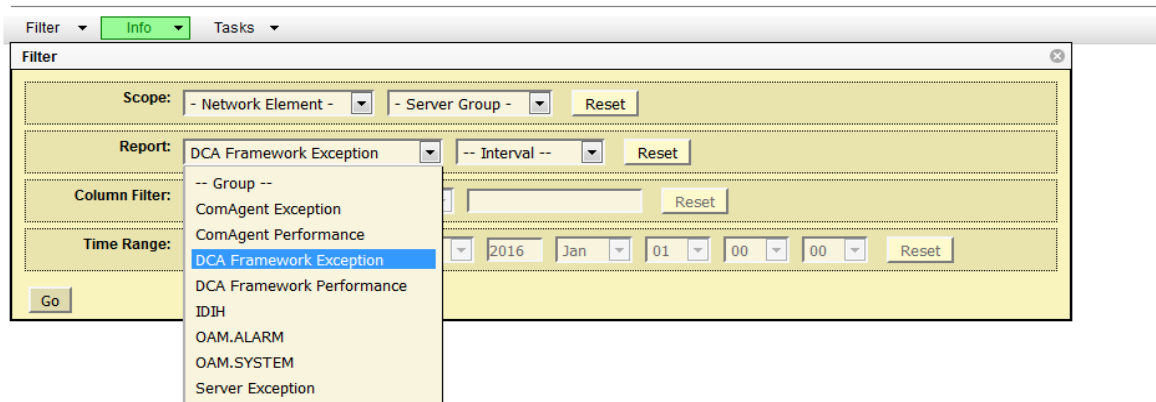 Filter Info Tasks
Filter
Scope: - Network Element - - Server Group - Reset
Report: DCA Framework Exception -- Interval -- Reset
-- Group --
Column Filter: Reset
ComAgent Exception
ComAgent Performance
Time Range: 2016 Jan 01 00 00 Reset
DCA Framework Exception
DCA Framework Performance
Go
IDIH
OAM.ALARM
OAM.SYSTEM
Server Exception